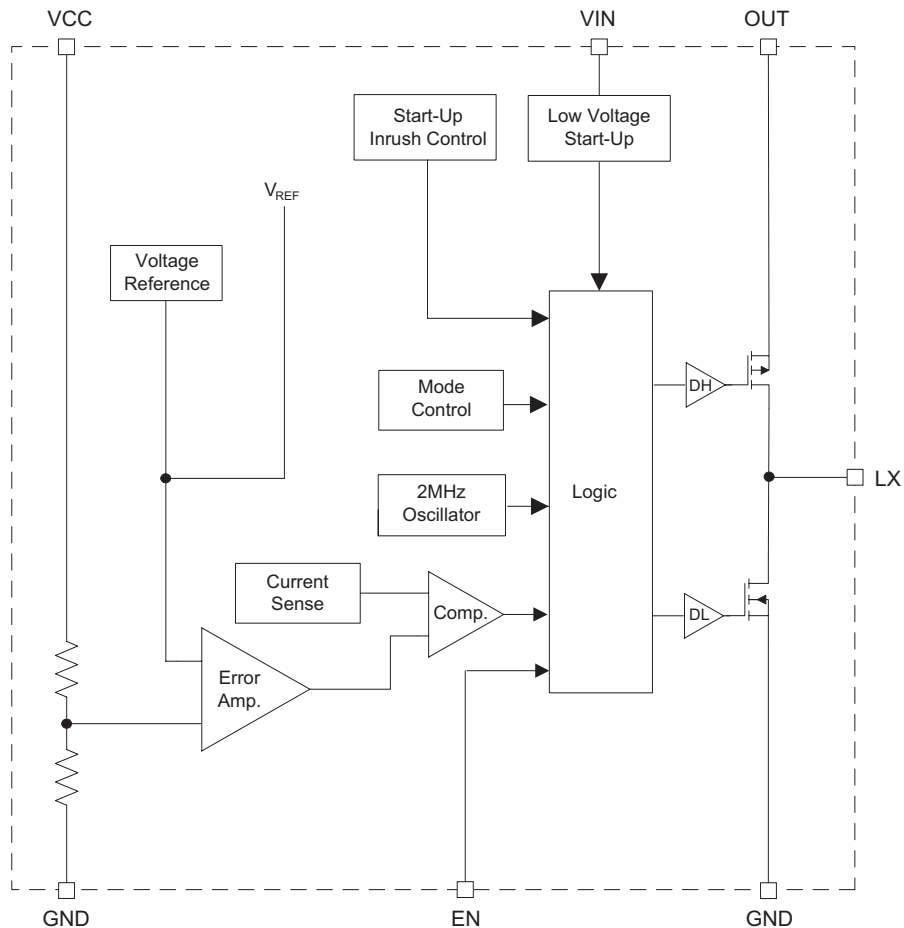 VCC
VIN
OUT
Start-Up
Inrush Control
Low Voltage
Start-Up
VREF
Voltage
Reference
DH
Mode
Control
2MHz
Oscillator
Logic
LX
Current
Sense
Comp.
DL
Error
Amp.
GND
EN
GND